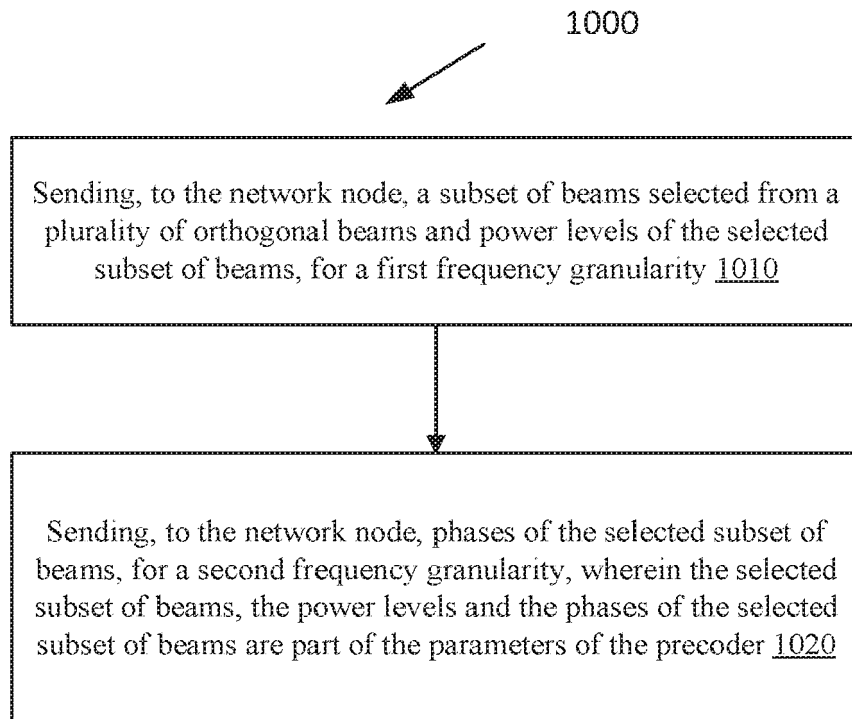 1000
Sending, to the network node, a subset of beams selected from a
plurality of orthogonal beams and power levels of the selected
subset of beams, for a first frequency granularity 1010
Sending, to the network node, phases of the selected subset of
beams, for a second frequency granularity, wherein the selected
subset of beams, the power levels and the phases of the selected
subset of beams are part of the parameters of the precoder 1020